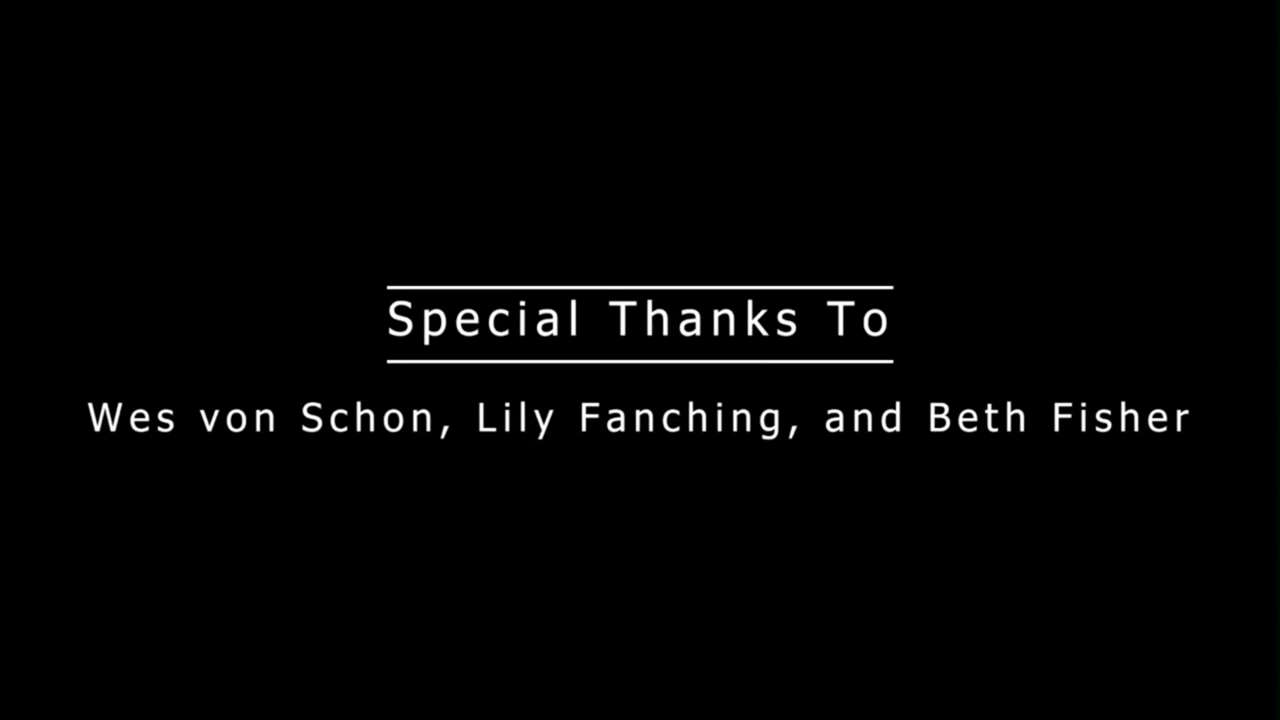 Special Thanks To
Wes von Schon, Lily Fanching, and Beth Fisher